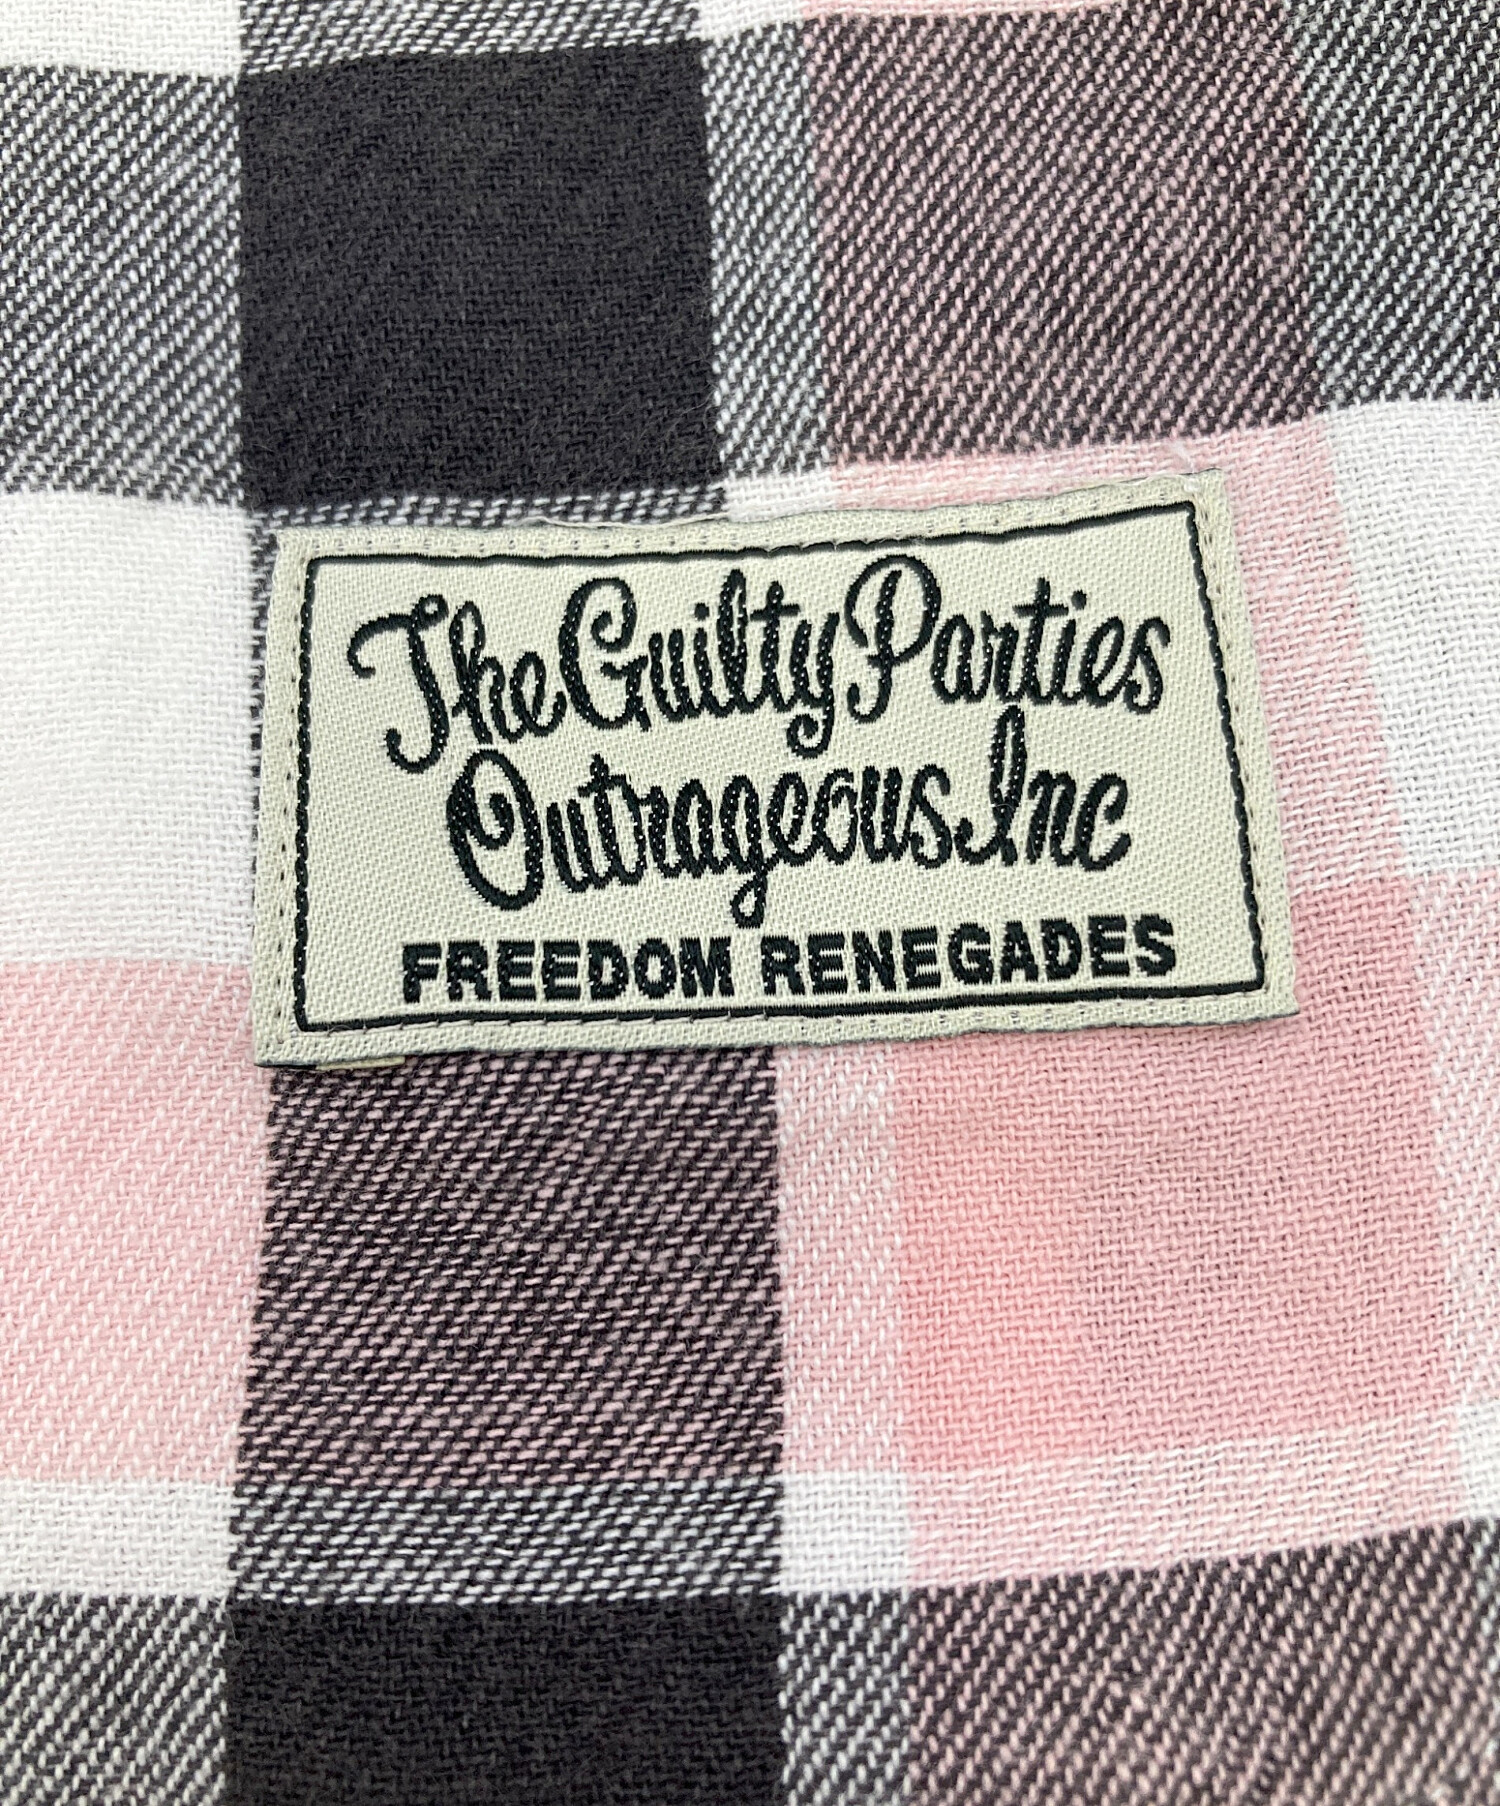 The Guilty Parties
Outrageous Inc
FREEDOM RENEGADES